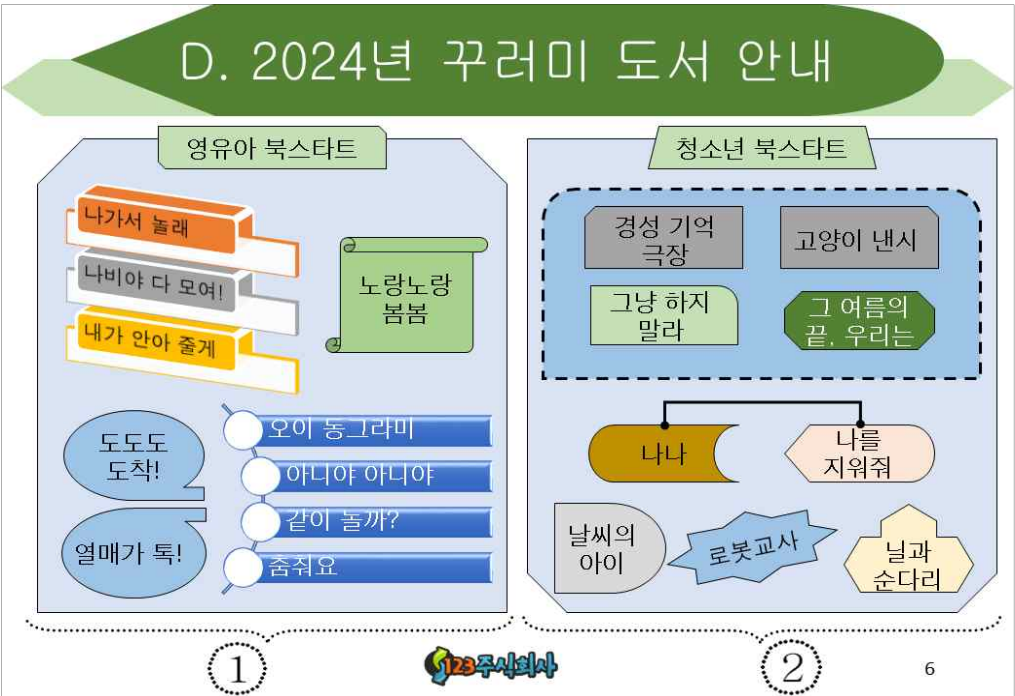 D. 2024년 꾸러미 도서 안내
영유아 북스타트
나가서 놀래
나비야 다 모여!
내가 안아 줄게
노랑노랑
봄봄
도도도
도착!
열매가 톡!
오이 동그라미
아니야 아니야
같이 놀까?
춤춰요
청소년 북스타트
경성 기억
극장
고양이 낸시
그냥 하지
말라
그 여름의
끝, 우리는
나나
나를
지워줘
날씨의
아이
로봇교사
닐과
순다리
1
123주식회사
2
6